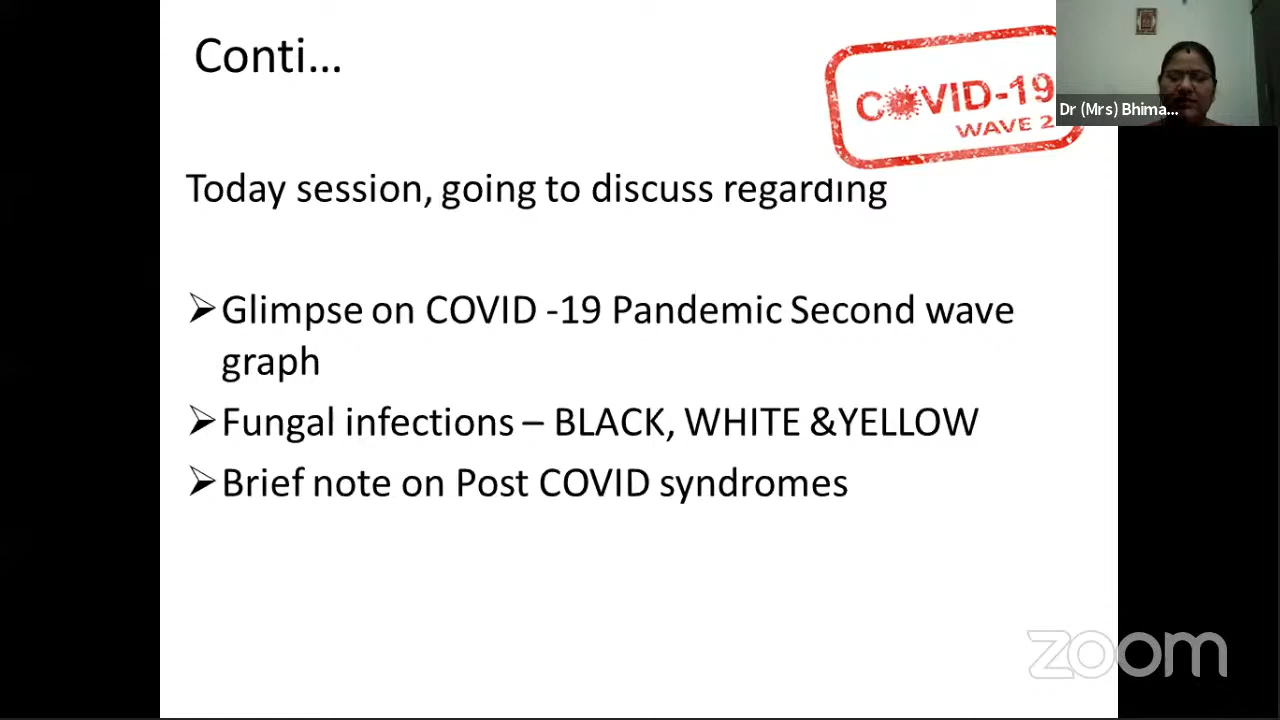 Conti...
COVID-19
WAVE 2
Dr (Mrs) Bhima...
Today session, going to discuss regarding
➢Glimpse on COVID -19 Pandemic Second wave
graph
➢Fungal infections – BLACK, WHITE &YELLOW
➢Brief note on Post COVID syndromes
zoom